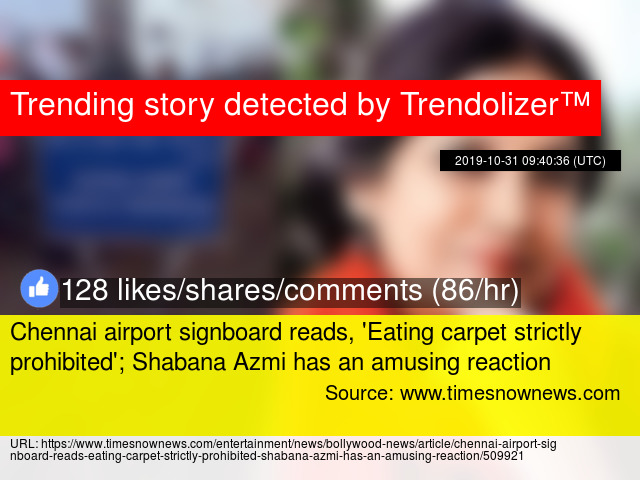 Trending story detected by Trendolizer™
2019-10-31 09:40:36 (UTC)
128 likes/shares/comments (86/hr)
Chennai airport signboard reads, 'Eating carpet strictly
prohibited'; Shabana Azmi has an amusing reaction
Source: www.timesnownews.com
URL: https://www.timesnownews.com/entertainment/news/bollywood-news/article/chennai-airport-sig
nboard-reads-eating-carpet-strictly-prohibited-shabana-azmi-has-an-amusing-reaction/509921